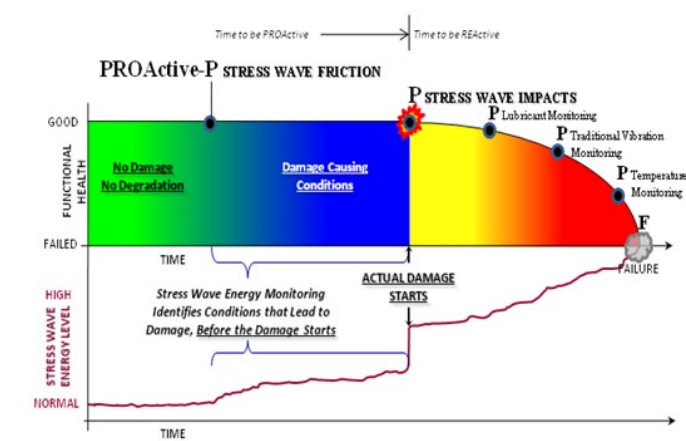 Time to be PROActive
Time to be REActive
PROActive-P STRESS WAVE FRICTION
P STRESS WAVE IMPACTS
P Lubricant Monitoring
P Traditional Vibration
Monitoring
P Temperature
Monitoring
GOOD
FUNCTIONAL
HEALTH
No Damage
No Degradation
Damage Causing
Conditions
F
FAILED
TIME
FAILURE
ACTUAL DAMAGE
STARTS
Stress Wave Energy Monitoring
Identifies Conditions that Lead to
Damage, Before the Damage Starts
HIGH
STRESS WAVE
ENERGY LEVEL
NORMAL
TIME